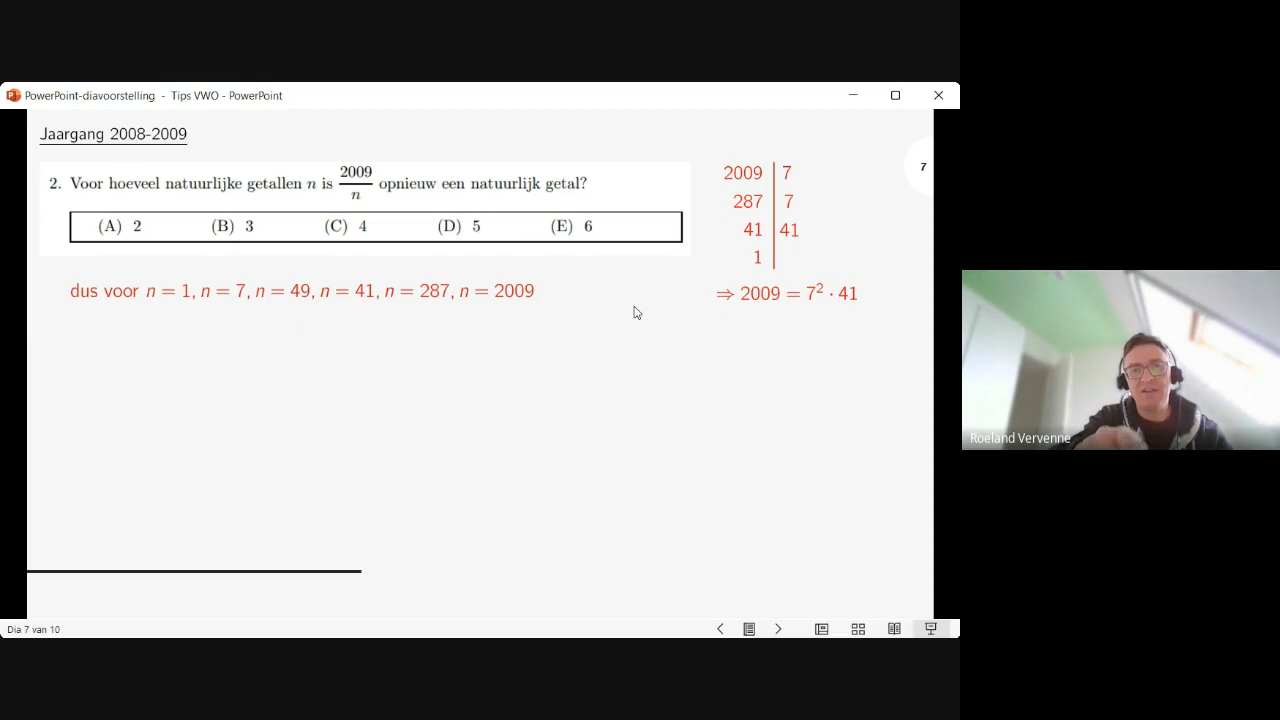 PowerPoint-diavoorstelling - Tips VWO - PowerPoint
Jaargang 2008-2009
7
2. Voor hoeveel natuurlijke getallen n is 2009/n opnieuw een natuurlijk getal?
(A) 2 (B) 3 (C) 4 (D) 5 (E) 6
2009 | 7
287 | 7
41 | 41
1 |
dus voor n = 1, n = 7, n = 49, n = 41, n = 287, n = 2009
⇒ 2009 = 7² · 41
Roeland Vervenne
Dia 7 van 10